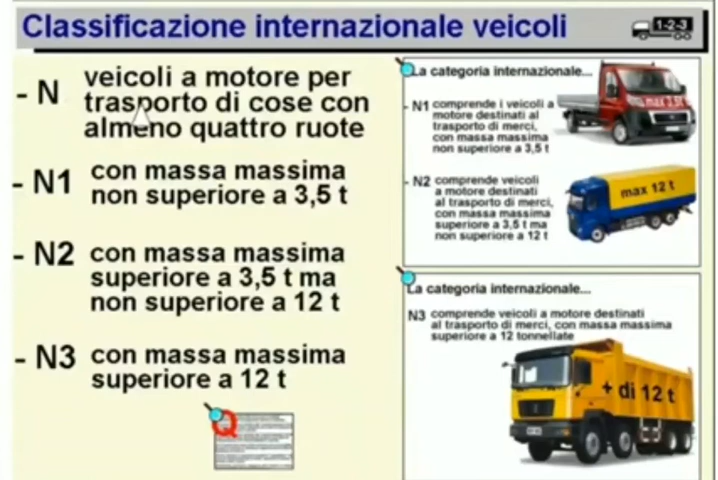 Classificazione internazionale veicoli
1-2-3
- N veicoli a motore per
trasporto di cose con
almeno quattro ruote
- N1 con massa massima
non superiore a 3,5 t
- N2 con massa massima
superiore a 3,5 t ma
non superiore a 12 t
- N3 con massa massima
superiore a 12 t
Q
La categoria internazionale...
- N1 comprende i veicoli a
motore destinati al
trasporto di merci,
con massa massima
non superiore a 3,5 t
max 3.5t
- N2 comprende veicoli
a motore destinati
al trasporto di merci,
con massa massima
superiore a 3,5 t ma
non superiore a 12 t
max 12 t
La categoria internazionale...
N3 comprende veicoli a motore destinati
al trasporto di merci, con massa massima
superiore a 12 tonnellate
+ di 12 t